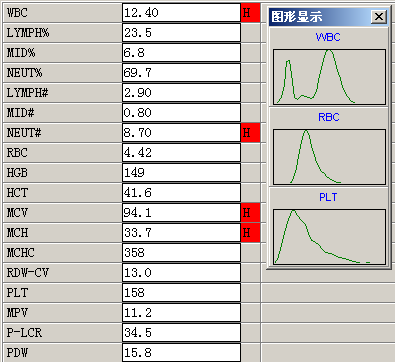 WBC 12.40 H
LYMPH% 23.5
MID% 6.8
NEUT% 69.7
LYMPH# 2.90
MID# 0.80
NEUT# 8.70 H
RBC 4.42
HGB 149
HCT 41.6
MCV 94.1 H
MCH 33.7 H
MCHC 358
RDW-CV 13.0
PLT 158
MPV 11.2
P-LCR 34.5
PDW 15.8
图形显示
WBC
RBC
PLT